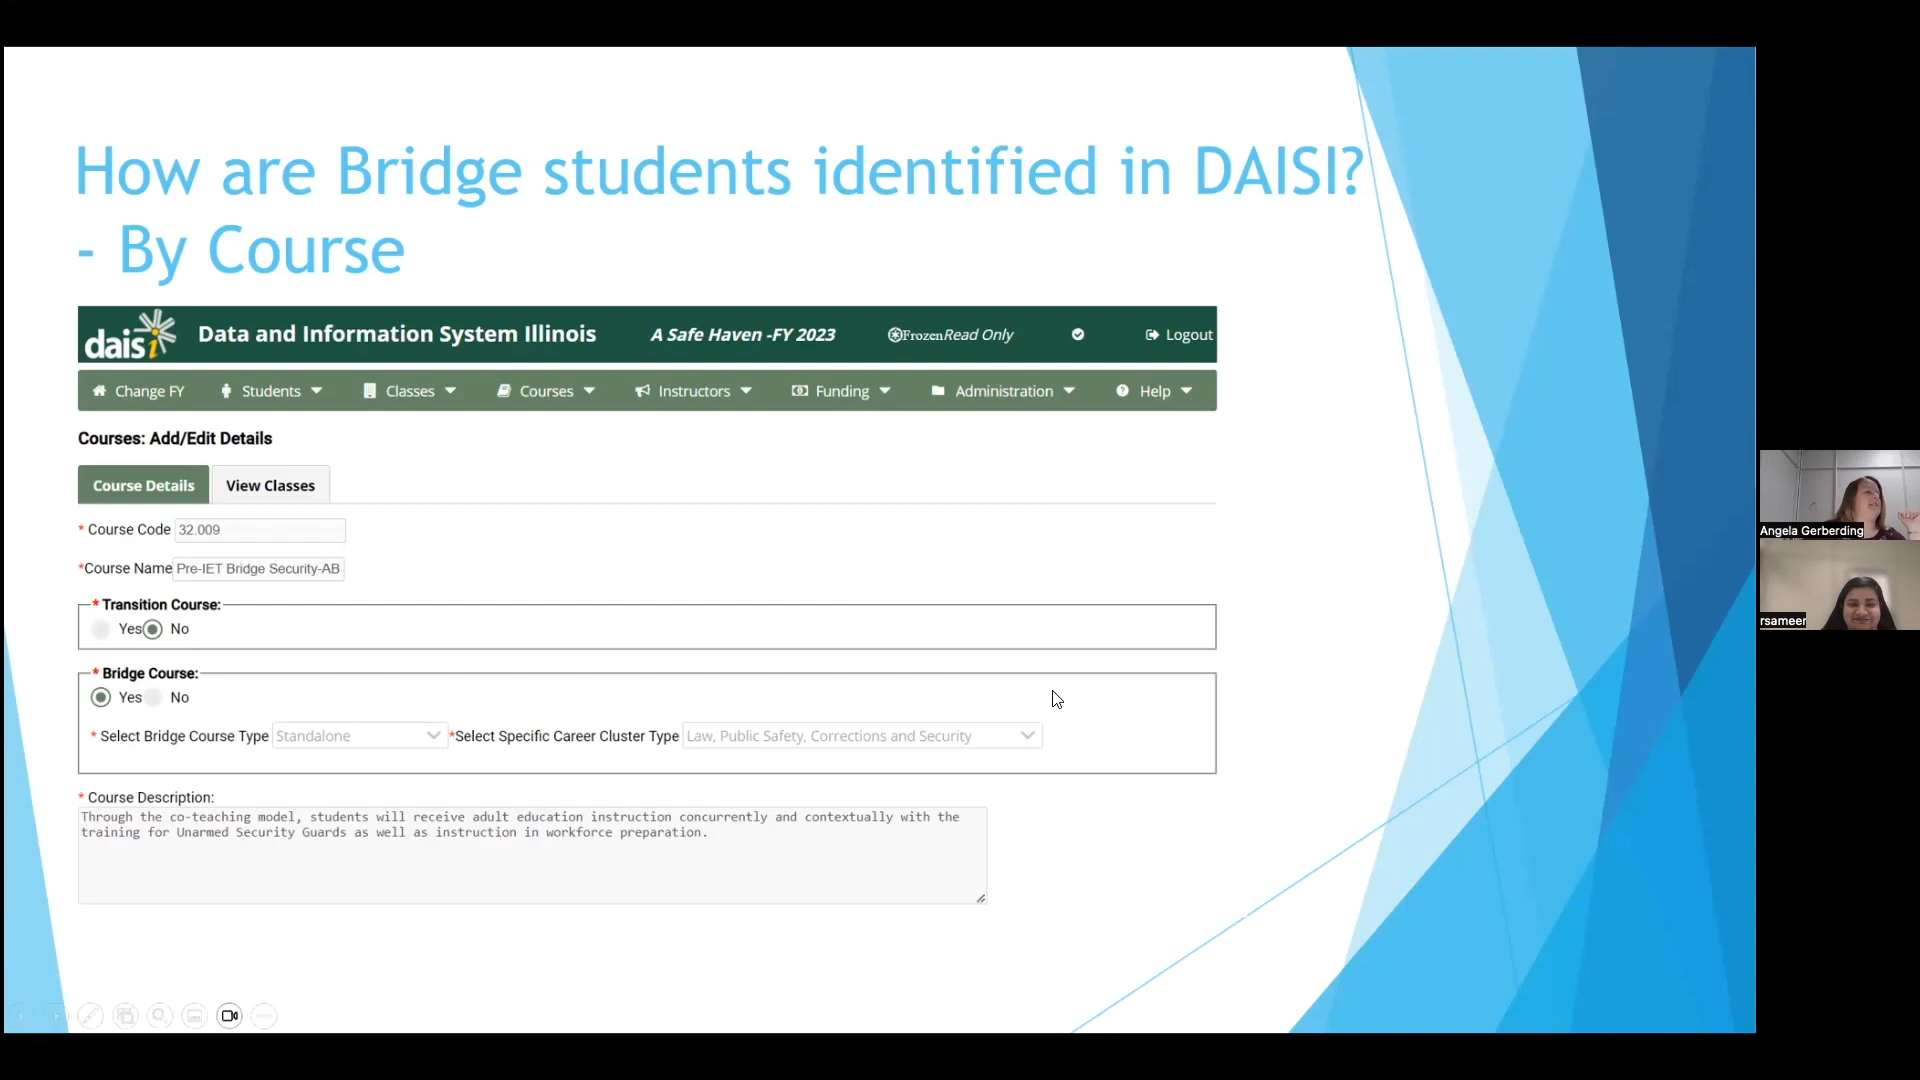 How are Bridge students identified in DAISI?
- By Course
daisi Data and Information System Illinois A Safe Haven -FY 2023 Frozen Read Only Logout
Change FY Students Classes Courses Instructors Funding Administration Help
Courses: Add/Edit Details
Course Details View Classes
* Course Code 32.009
*Course Name Pre-IET Bridge Security-AB
* Transition Course:
Yes No
* Bridge Course:
Yes No
* Select Bridge Course Type Standalone *Select Specific Career Cluster Type Law, Public Safety, Corrections and Security
* Course Description:
Through the co-teaching model, students will receive adult education instruction concurrently and contextually with the
training for Unarmed Security Guards as well as instruction in workforce preparation.
Angela Gerberding
rsameer